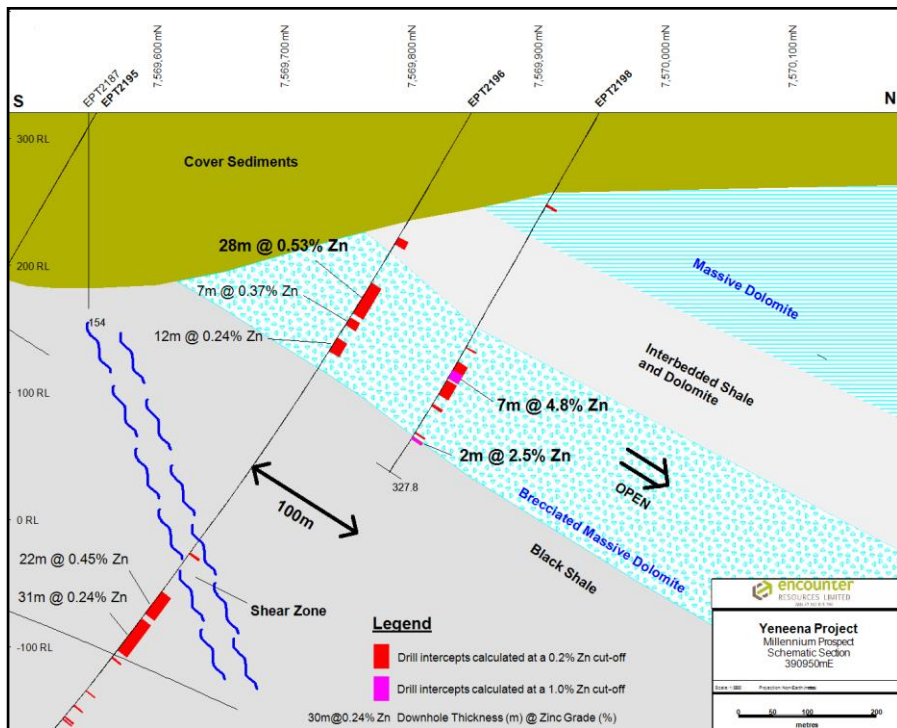 7,569,600mN
7,569,700mN
7,569,800mN
7,569,900mN
7,570,000mN
7,570,100mN
EPT2187
EPT2195
EPT2196
EPT2198
S
N
300 RL
Cover Sediments
28m @ 0.53% Zn
200 RL
7m @ 0.37% Zn
Massive Dolomite
154
12m @ 0.24% Zn
Interbedded Shale
and Dolomite
100 RL
7m @ 4.8% Zn
2m @ 2.5% Zn
327.8
OPEN
100m
0 RL
Brecciated Massive Dolomite
Black Shale
22m @ 0.45% Zn
31m @ 0.24% Zn
Shear Zone
-100 RL
Legend
Drill intercepts calculated at a 0.2% Zn cut-off
Drill intercepts calculated at a 1.0% Zn cut-off
30m@0.24% Zn Downhole Thickness (m) @ Zinc Grade (%)
encounter
RESOURCES LIMITED
Yeneena Project
Millennium Prospect
Schematic Section
390950mE
0 100 200
metres